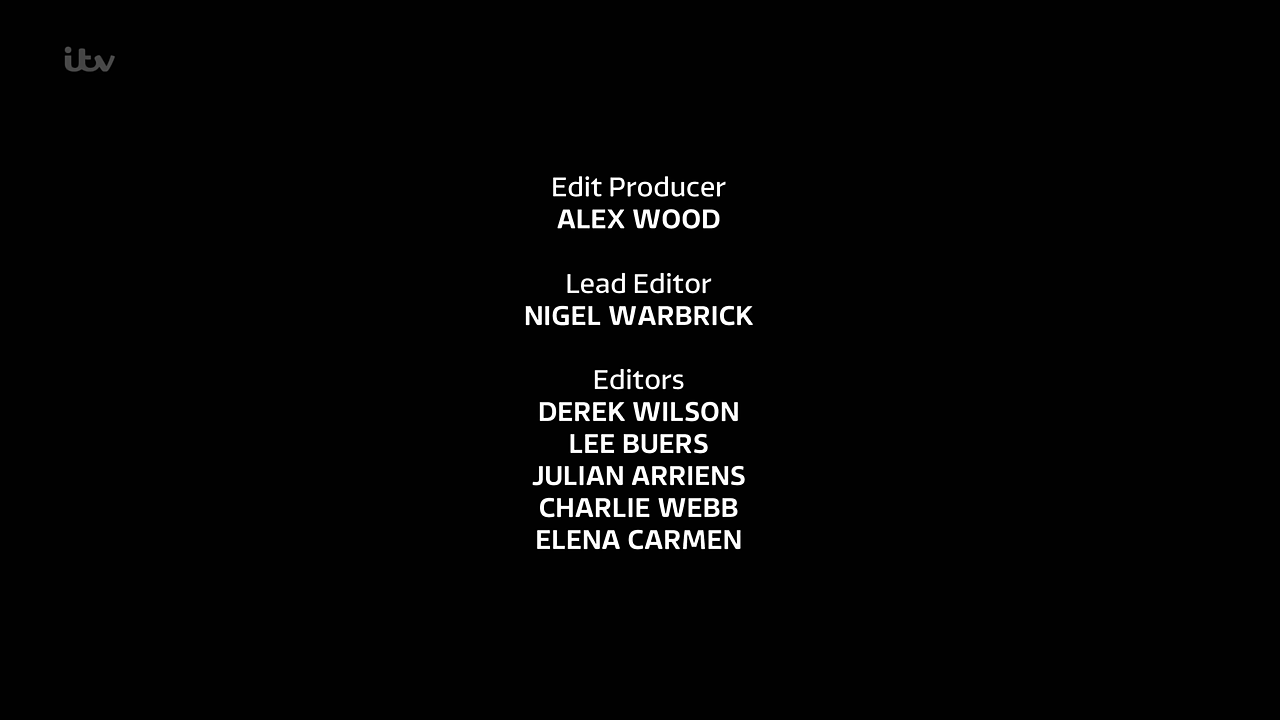 itv
Edit Producer
ALEX WOOD
Lead Editor
NIGEL WARBRICK
Editors
DEREK WILSON
LEE BUERS
JULIAN ARRIENS
CHARLIE WEBB
ELENA CARMEN